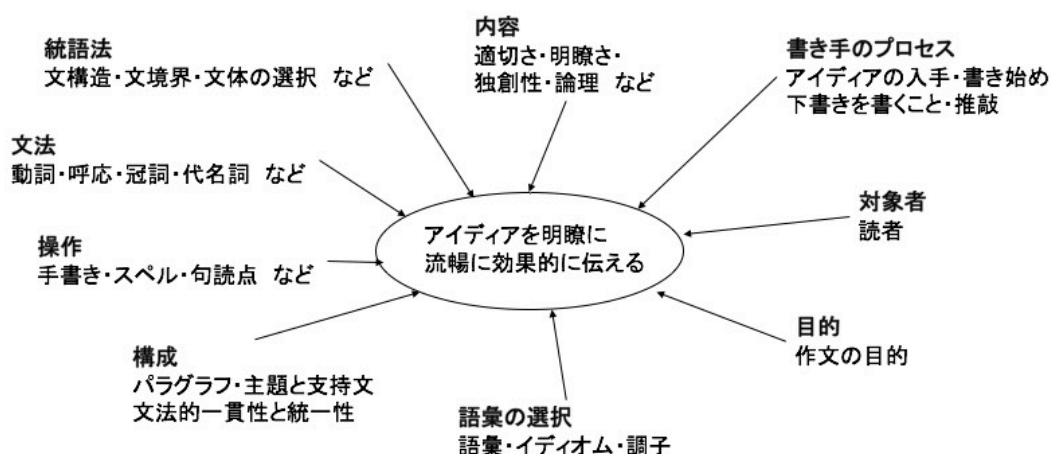 内容
適切さ・明瞭さ・
独創性・論理 など
統語法
文構造・文境界・文体の選択 など
書き手のプロセス
アイディアの入手・書き始め
下書きを書くこと・推敲
文法
動詞・呼応・冠詞・代名詞 など
対象者
読者
アイディアを明瞭に
流暢に効果的に伝える
操作
手書き・スペル・句読点 など
目的
作文の目的
構成
パラグラフ・主題と支持文
文法的一貫性と統一性
語彙の選択
語彙・イディオム・調子